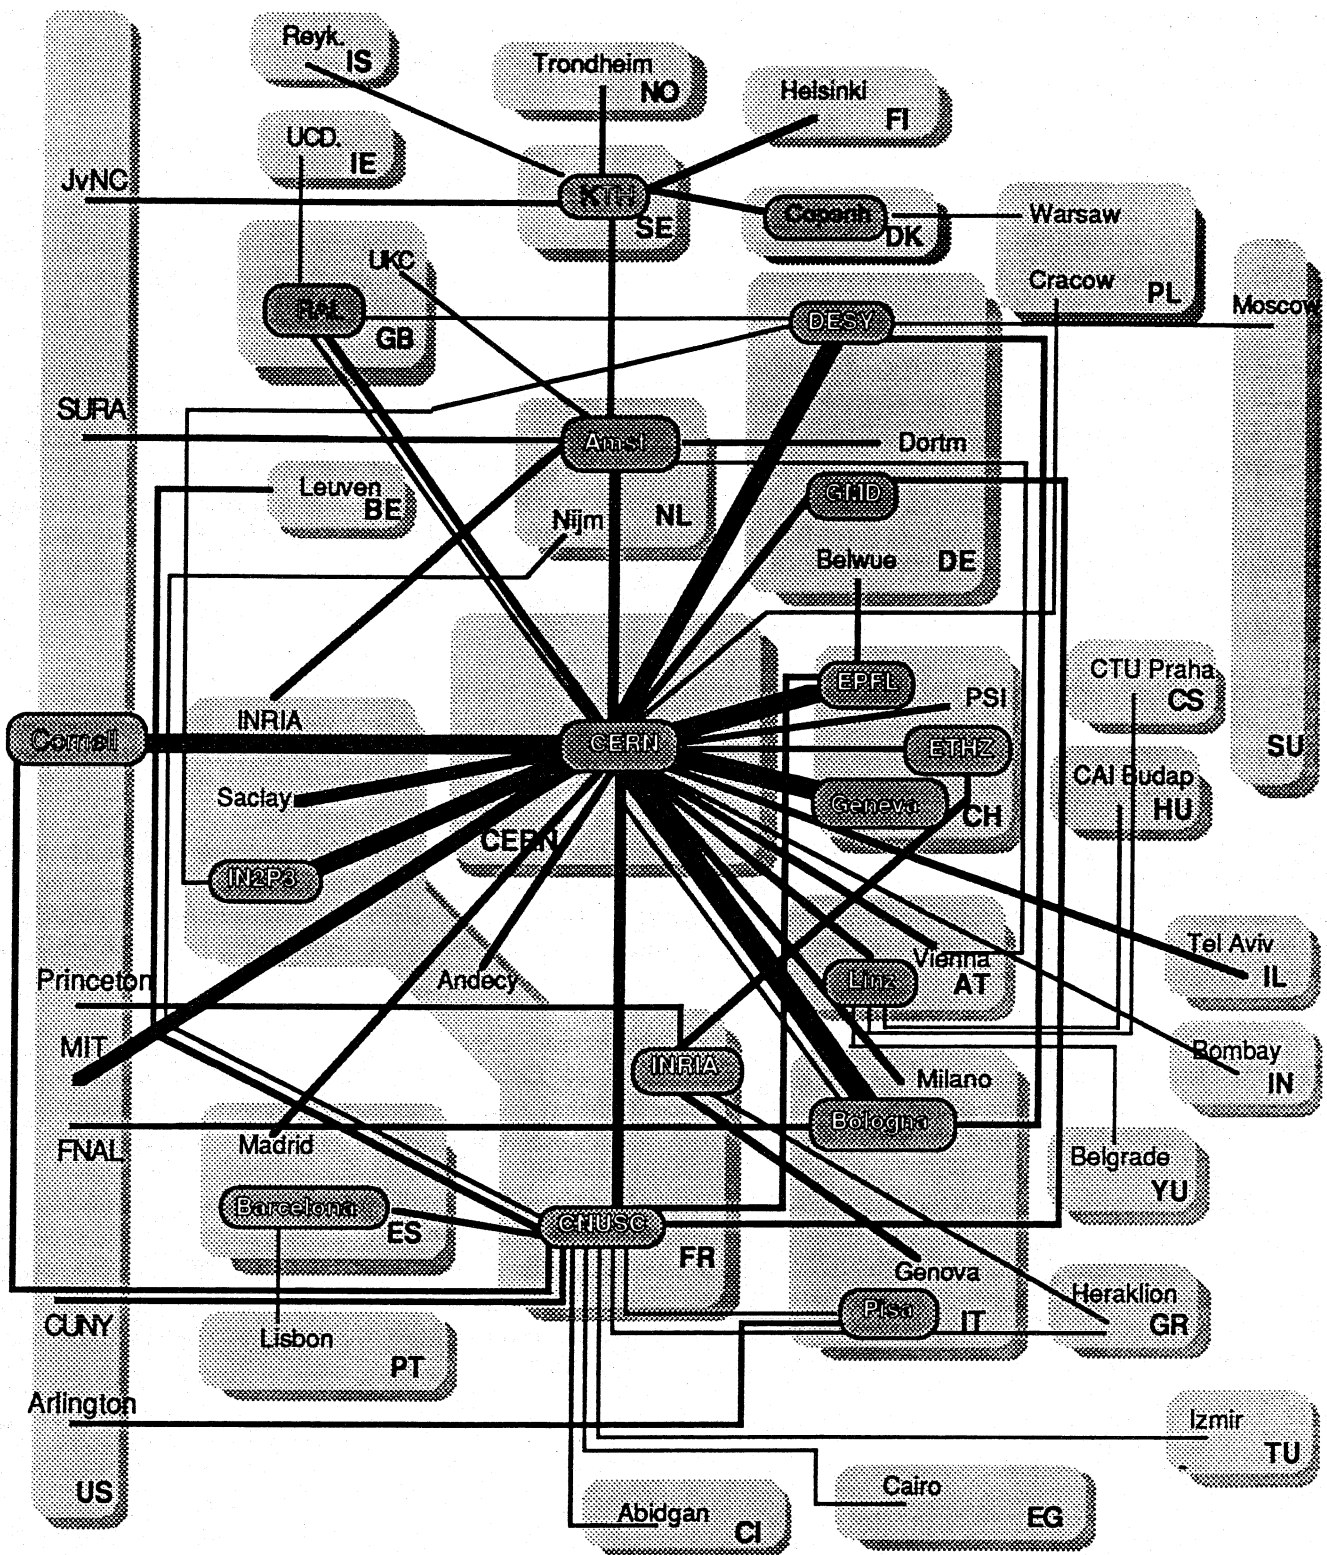 Reyk.
IS
Trondheim
NO
Helsinki
FI
UCD.
IE
JvNC
KTH
SE
Copenh
DK
Warsaw
Cracow
PL
Moscow
UKC
RAL
GB
DESY
SURA
Amst
Dortm
Leuven
BE
Nijm
NL
GMD
Belwue
DE
CTU Praha
CS
EPFL
PSI
INRIA
Cornell
CERN
ETHZ
SU
CAI Budap
HU
Saclay
Geneva
CH
CERN
IN2P3
Tel Aviv
IL
Princeton
Andecy
Vienna
Linz
AT
MIT
INRIA
Milano
Bombay
IN
FNAL
Madrid
Bologna
Belgrade
YU
Barcelona
ES
CNUSC
FR
Genova
Heraklion
GR
CUNY
Lisbon
PT
Pisa
IT
Arlington
Izmir
TU
US
Abidgan
CI
Cairo
EG